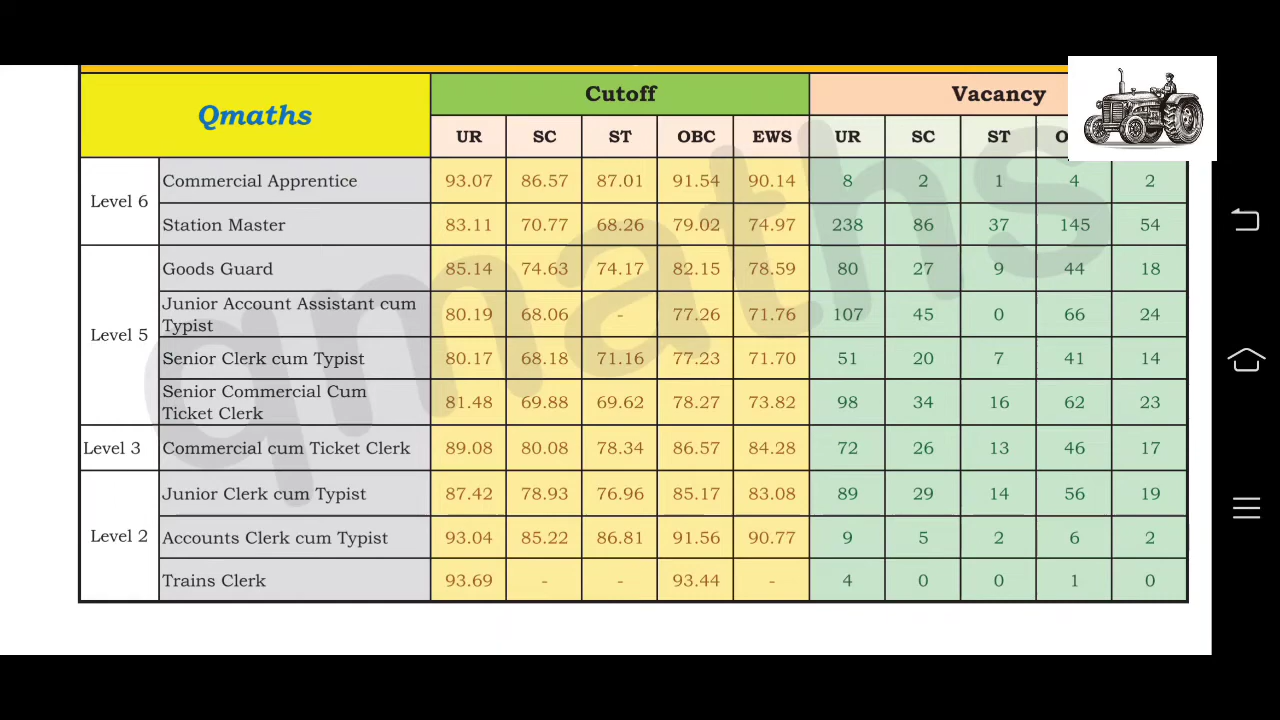 Qmaths
Cutoff
Vacancy
UR SC ST OBC EWS UR SC ST
Level 6
Commercial Apprentice 93.07 86.57 87.01 91.54 90.14 8 2 1 4 2
Station Master 83.11 70.77 68.26 79.02 74.97 238 86 37 145 54
Level 5
Goods Guard 85.14 74.63 74.17 82.15 78.59 80 27 9 44 18
Junior Account Assistant cum
Typist 80.19 68.06 - 77.26 71.76 107 45 0 66 24
Senior Clerk cum Typist 80.17 68.18 71.16 77.23 71.70 51 20 7 41 14
Senior Commercial Cum
Ticket Clerk 81.48 69.88 69.62 78.27 73.82 98 34 16 62 23
Level 3 Commercial cum Ticket Clerk 89.08 80.08 78.34 86.57 84.28 72 26 13 46 17
Level 2
Junior Clerk cum Typist 87.42 78.93 76.96 85.17 83.08 89 29 14 56 19
Accounts Clerk cum Typist 93.04 85.22 86.81 91.56 90.77 9 5 2 6 2
Trains Clerk 93.69 - - 93.44 - 4 0 0 1 0
qmaths